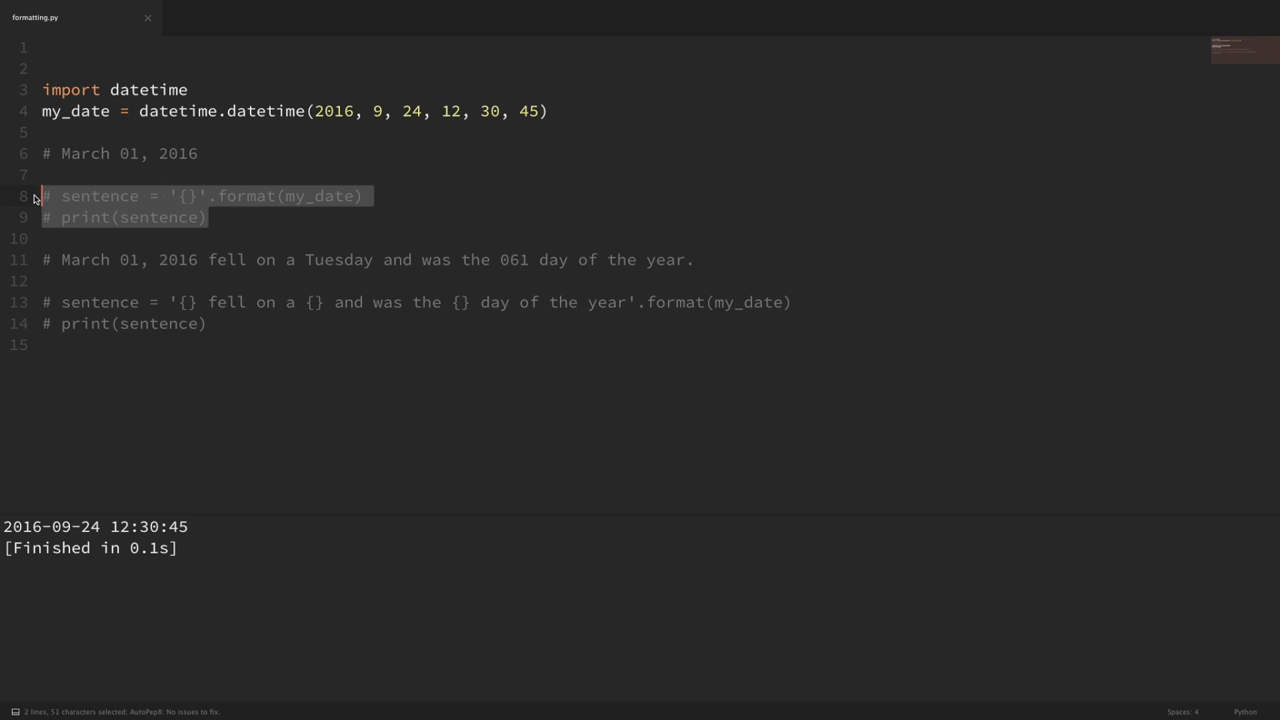 formatting.py ×
1
2
3 import datetime
4 my_date = datetime.datetime(2016, 9, 24, 12, 30, 45)
5
6 # March 01, 2016
7
8 # sentence = '{}'.format(my_date)
9 # print(sentence)
10
11 # March 01, 2016 fell on a Tuesday and was the 061 day of the year.
12
13 # sentence = '{} fell on a {} and was the {} day of the year'.format(my_date)
14 # print(sentence)
15
2016-09-24 12:30:45
[Finished in 0.1s]
2 lines, 51 characters selected; AutoPep8: No issues to fix. Spaces: 4 Python